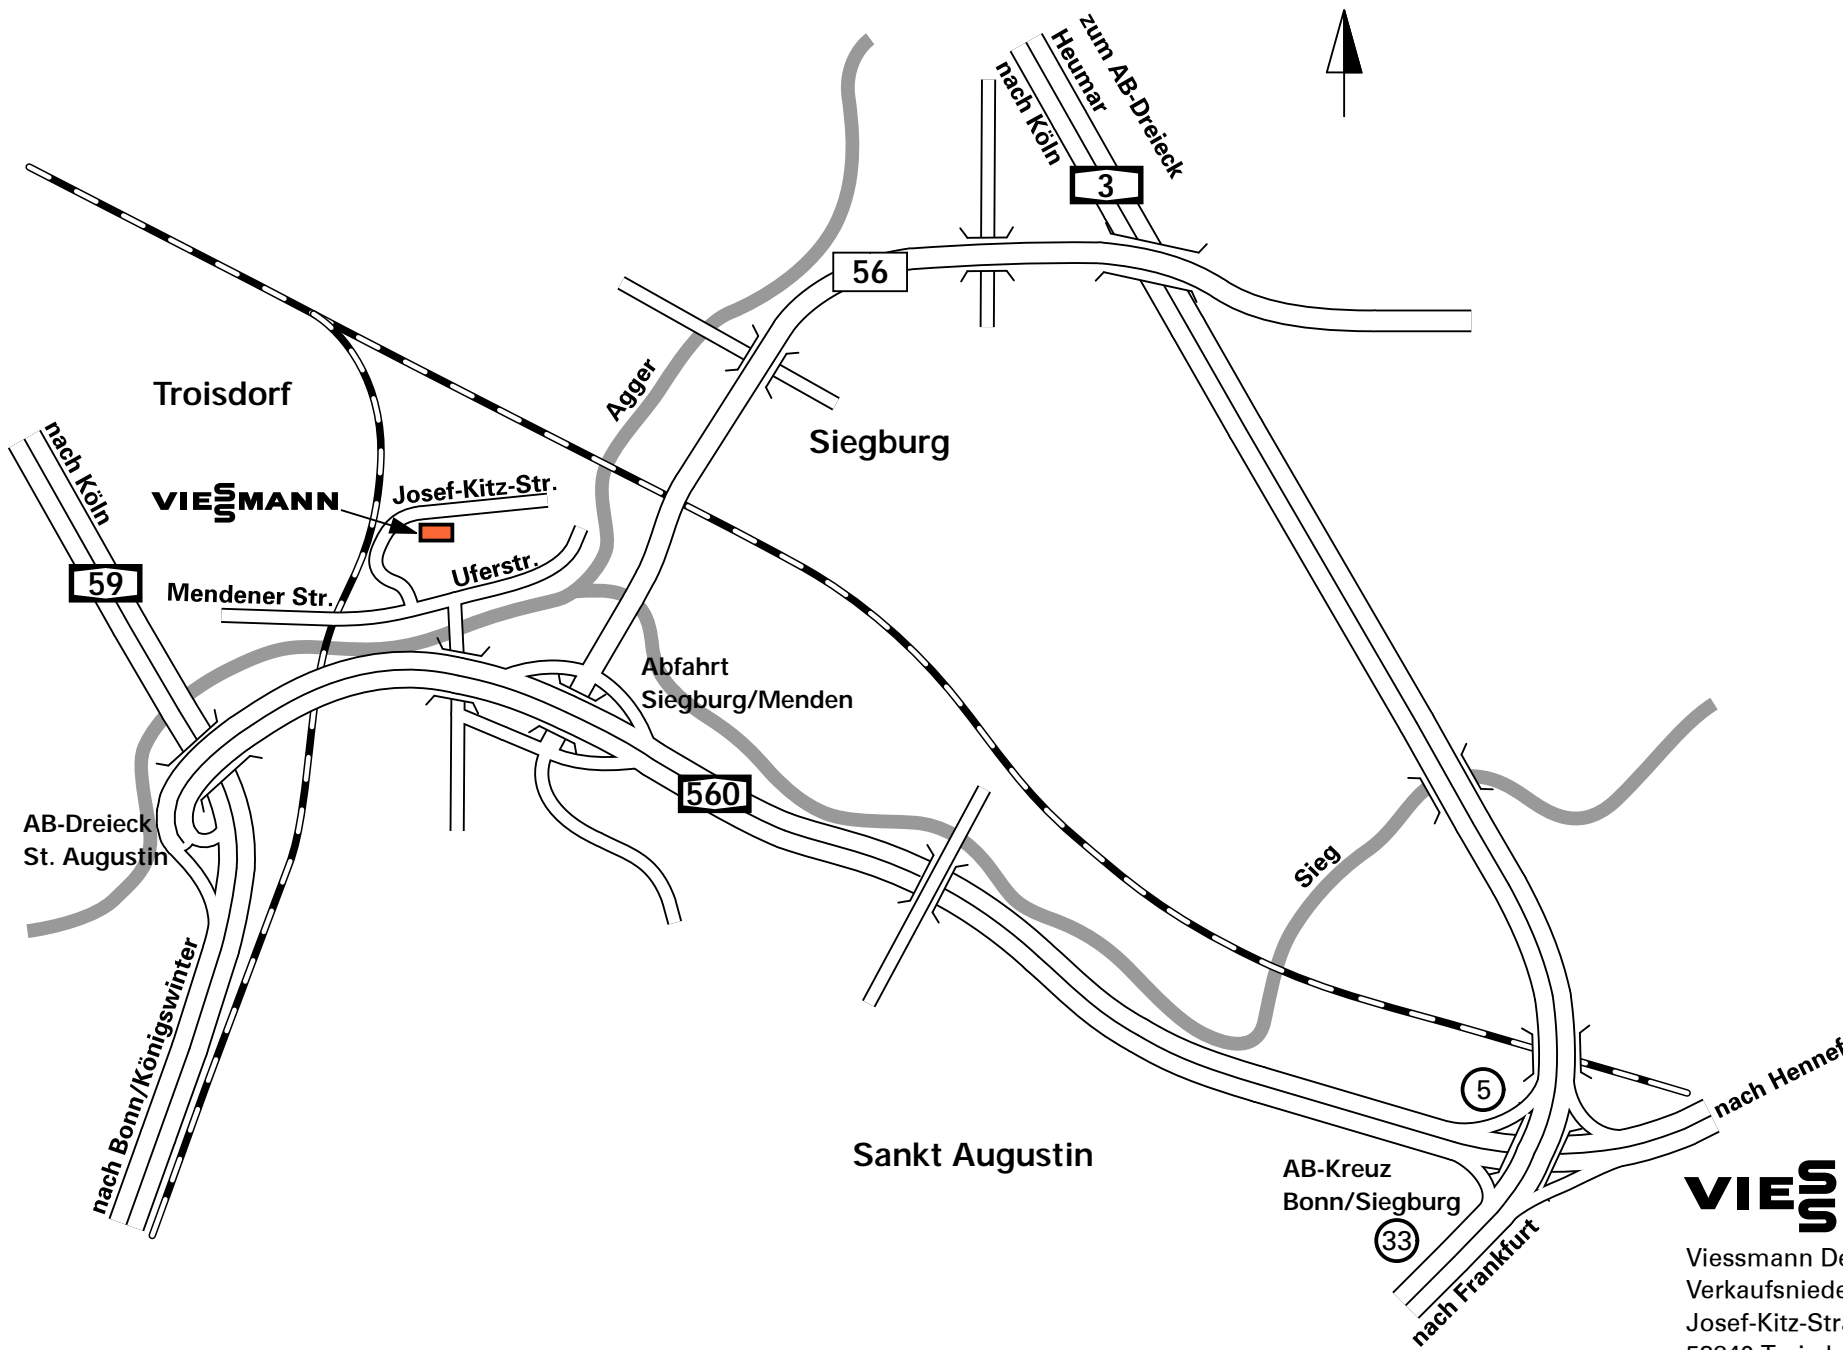 zum AB-Dreieck
Heumar
nach Köln
3
56
Troisdorf
Agger
Siegburg
nach Köln
VIESSMANN
Josef-Kitz-Str.
59
Uferstr.
Mendener Str.
Abfahrt
Siegburg/Menden
560
AB-Dreieck
St. Augustin
Sieg
nach Bonn/Königswinter
5
nach Hennef
Sankt Augustin
AB-Kreuz
Bonn/Siegburg
33
nach Frankfurt
VIESS
Viessmann De
Verkaufsniede
Josef-Kitz-Stra